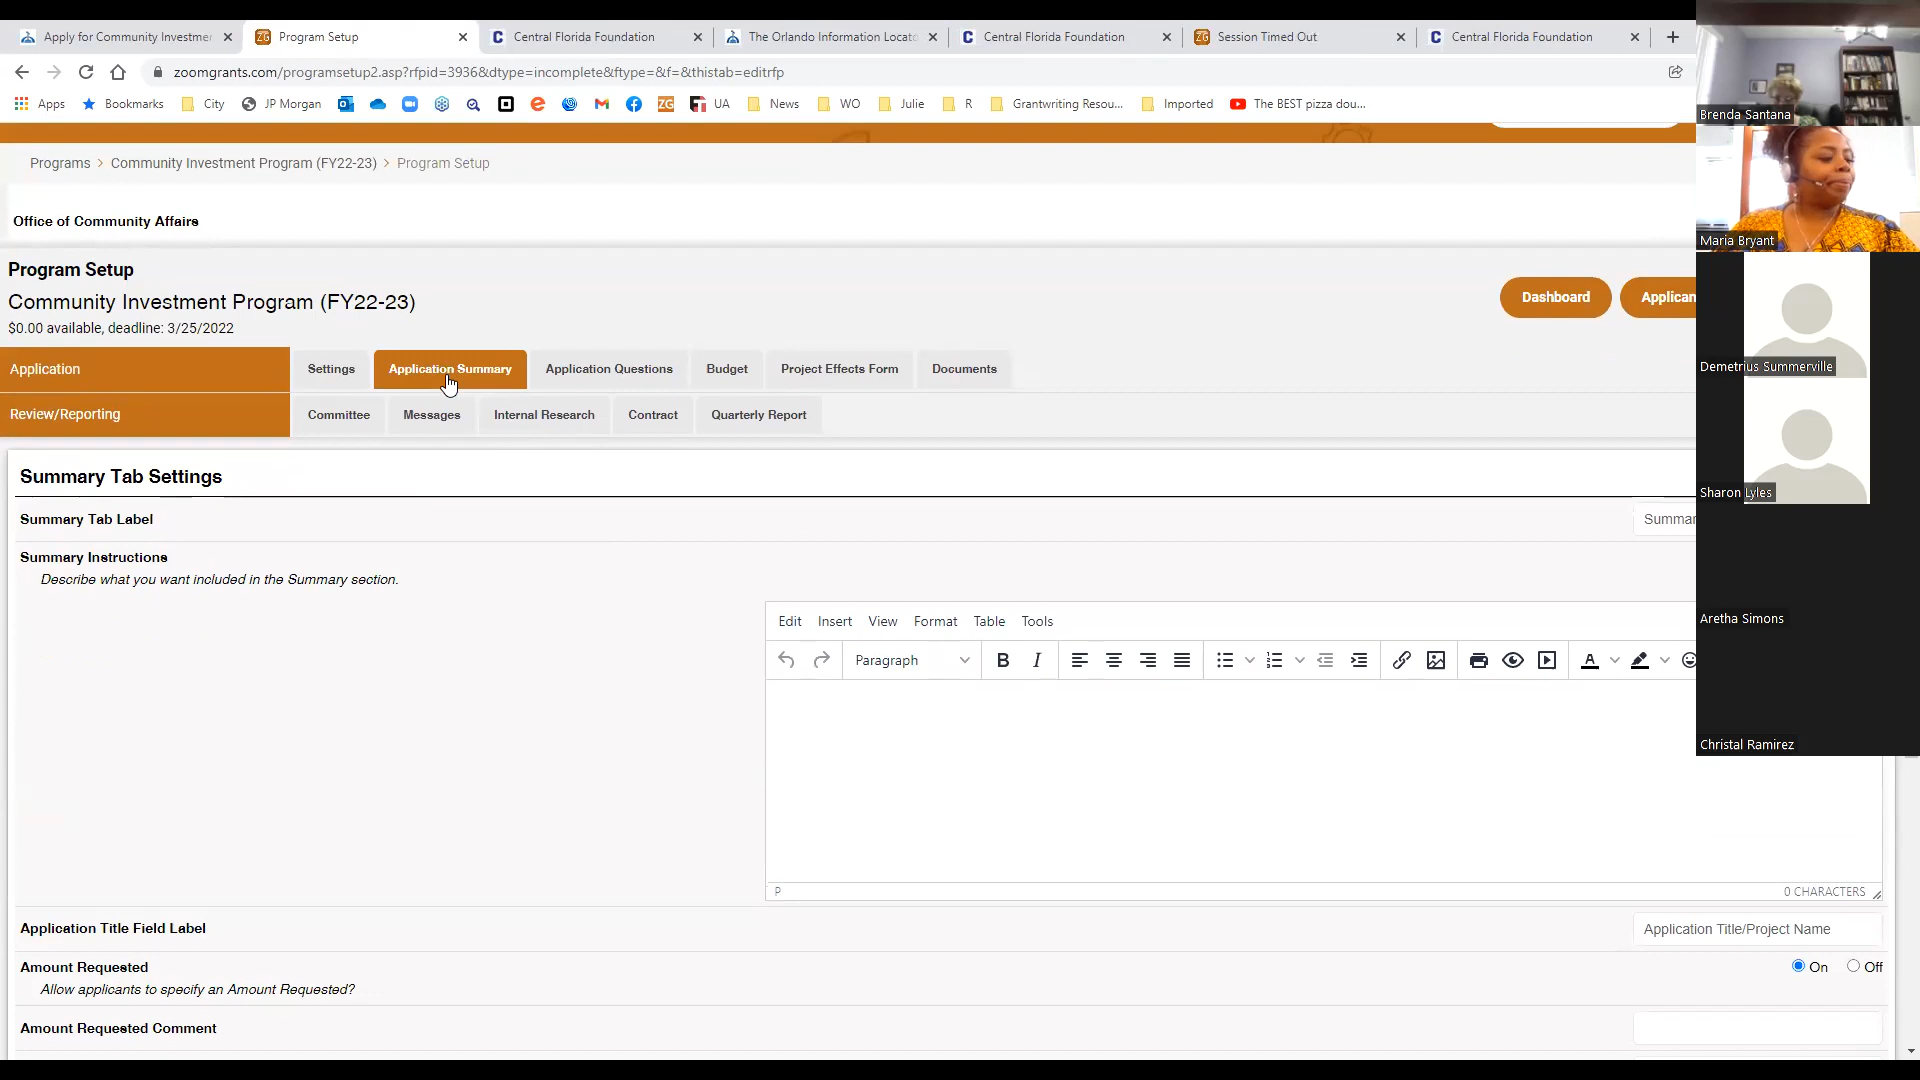 Apply for Community Investmer
Program Setup
Central Florida Foundation
The Orlando Information Locato
Central Florida Foundation
Session Timed Out
Central Florida Foundation
zoomgrants.com/programsetup2.asp?rfpid=3936&dtype=incomplete&ftype=&f=&thistab=editrfp
Apps
Bookmarks
City
JP Morgan
UA
News
WO
Julie
R
Grantwriting Resou...
Imported
The BEST pizza dou...
Programs > Community Investment Program (FY22-23) > Program Setup
Office of Community Affairs
Program Setup
Community Investment Program (FY22-23)
$0.00 available, deadline: 3/25/2022
Dashboard
Applican
Application
Settings
Application Summary
Application Questions
Budget
Project Effects Form
Documents
Review/Reporting
Committee
Messages
Internal Research
Contract
Quarterly Report
Summary Tab Settings
Summary Tab Label
Summar
Summary Instructions
Describe what you want included in the Summary section.
Edit Insert View Format Table Tools
Paragraph
B I
A
P
0 CHARACTERS
Application Title Field Label
Application Title/Project Name
Amount Requested
On Off
Allow applicants to specify an Amount Requested?
Amount Requested Comment
Brenda Santana
Maria Bryant
Demetrius Summerville
Sharon Lyles
Aretha Simons
Christal Ramirez